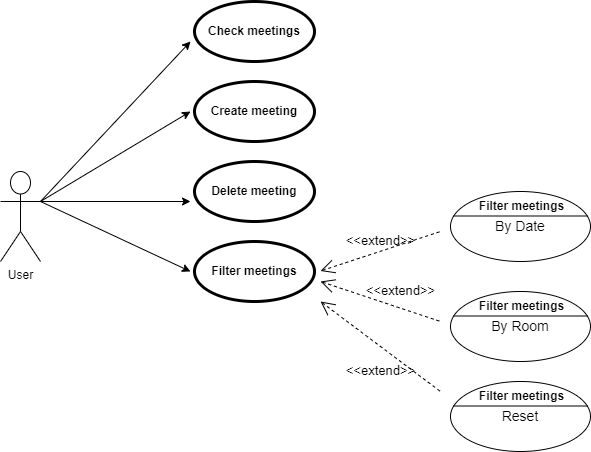 Check meetings
Create meeting
Delete meeting
User
Filter meetings
<<extend>>
<<extend>>
<<extend>>
Filter meetings
By Date
Filter meetings
By Room
Filter meetings
Reset